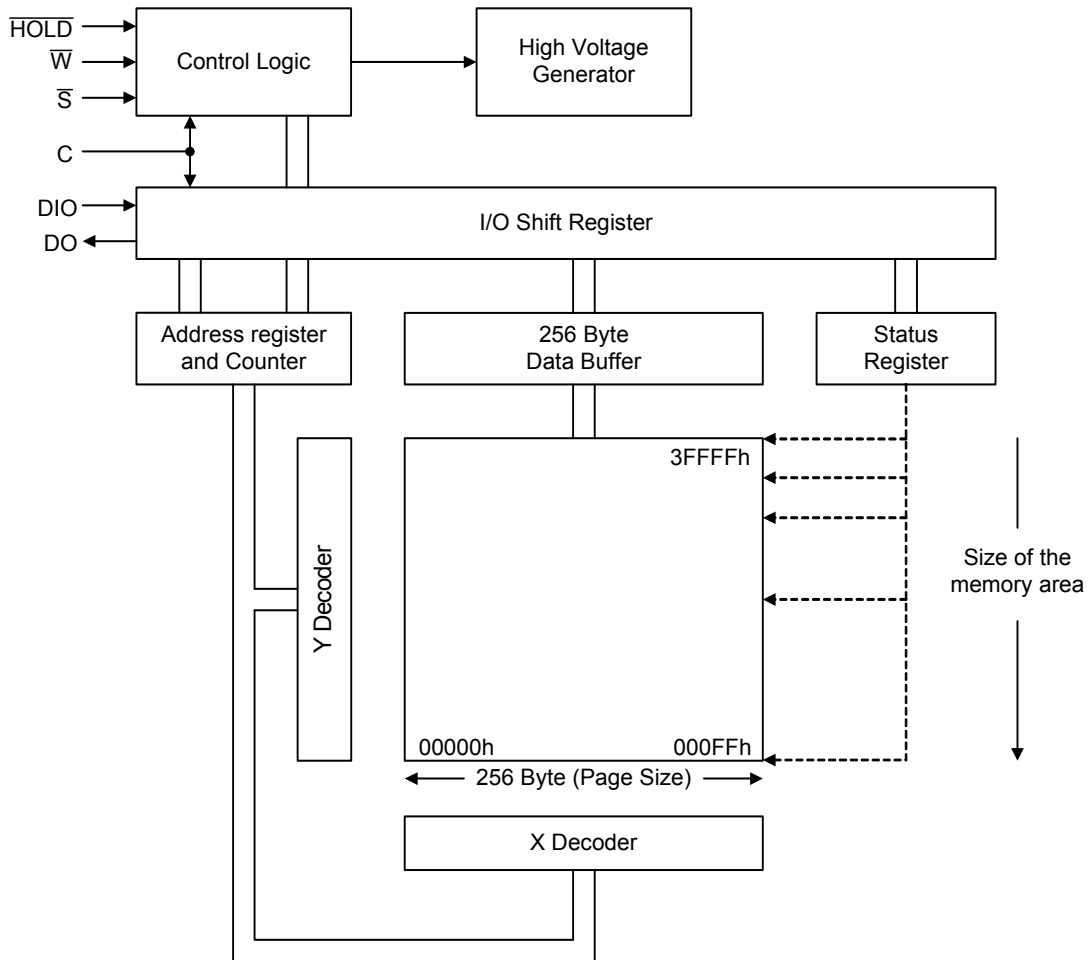 H̅O̅L̅D̅
W̅
S̅
C
DIO
DO
Control Logic
High Voltage
Generator
I/O Shift Register
Address register
and Counter
256 Byte
Data Buffer
Status
Register
Y Decoder
3FFFFh
00000h
000FFh
256 Byte (Page Size)
X Decoder
Size of the
memory area